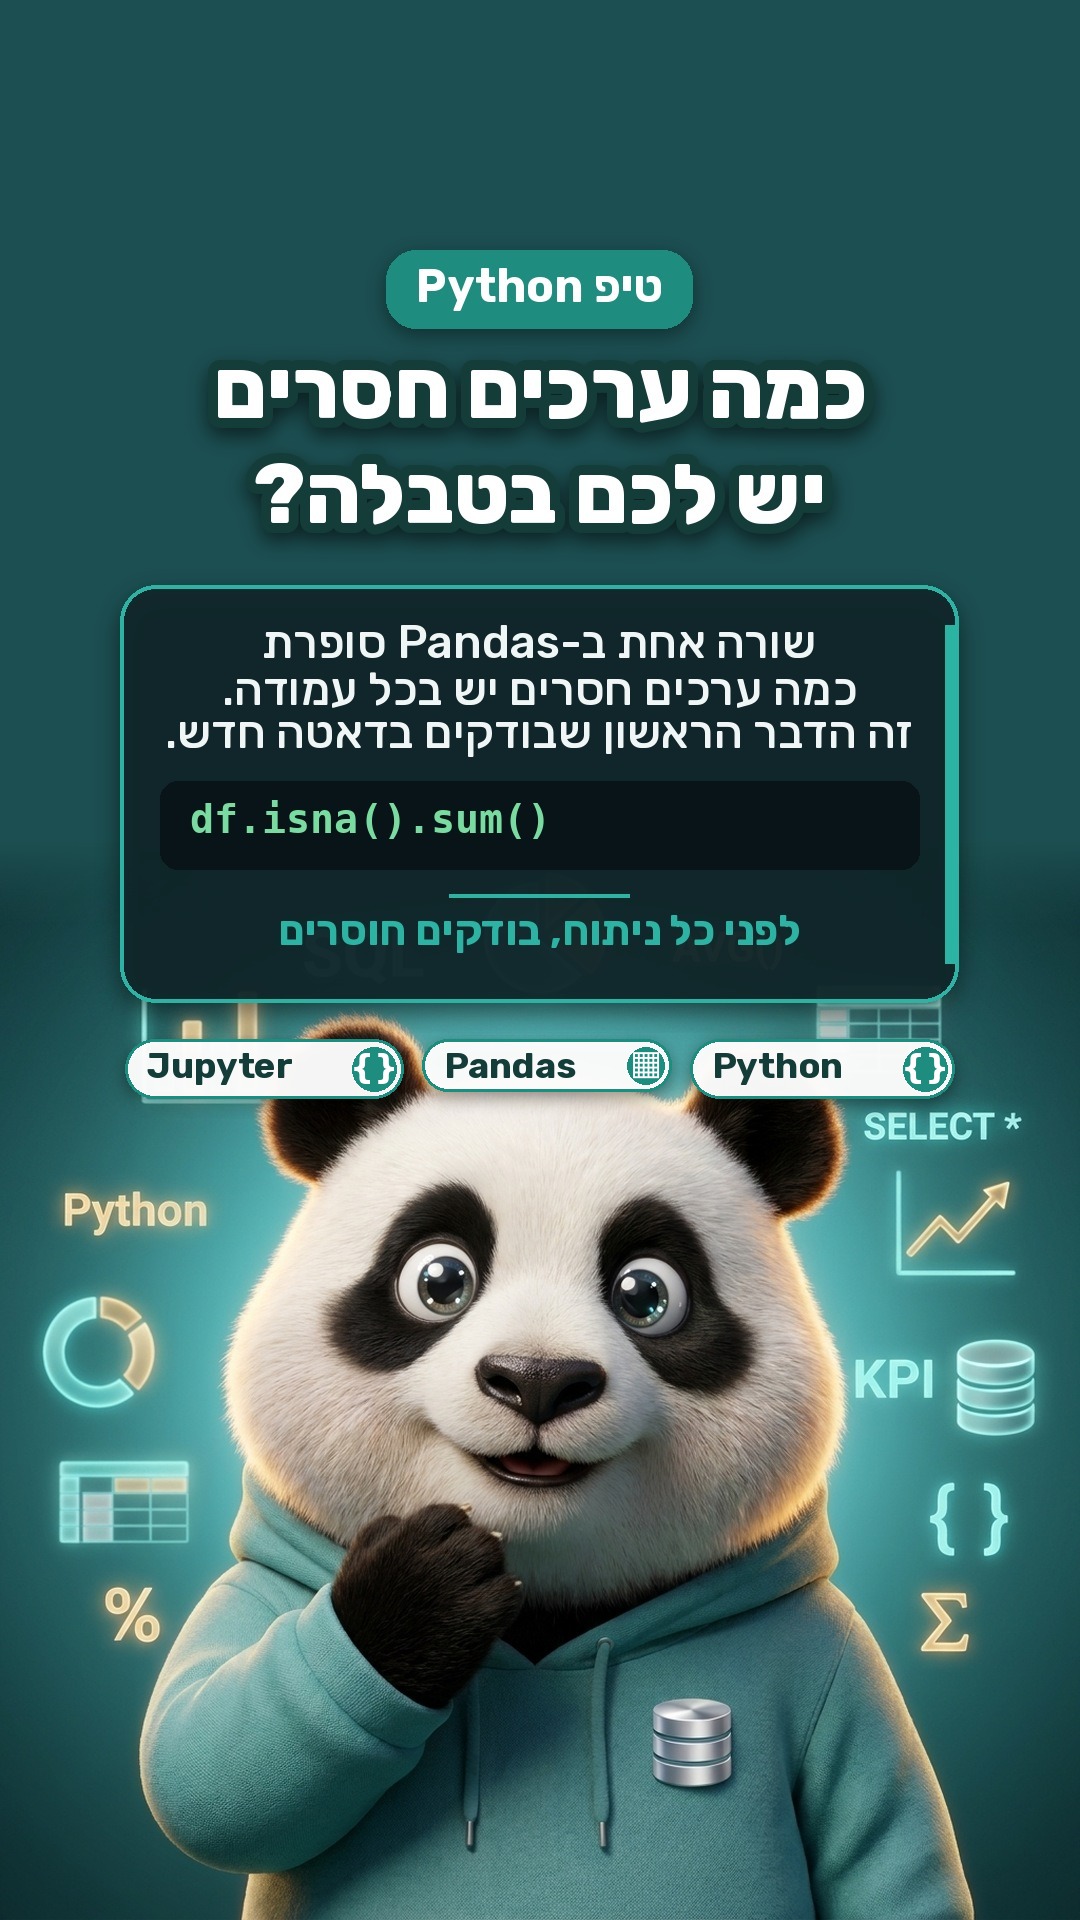 טיפ Python
כמה ערכים חסרים
יש לכם בטבלה?
שורה אחת ב-Pandas סופרת
כמה ערכים חסרים יש בכל עמודה.
זה הדבר הראשון שבודקים בדאטה חדש.
df.isna().sum()
לפני כל ניתוח, בודקים חוסרים
SQL
Python
Pandas
Jupyter
SELECT *
Python
KPI
{ }
%
Σ